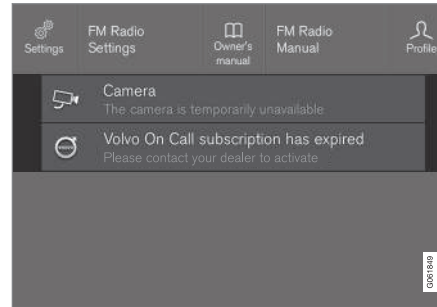 Settings
FM Radio
Settings
Owner's
manual
FM Radio
Manual
Profile
Camera
The camera is temporarily unavailable
Volvo On Call subscription has expired
Please contact your dealer to activate
G061849